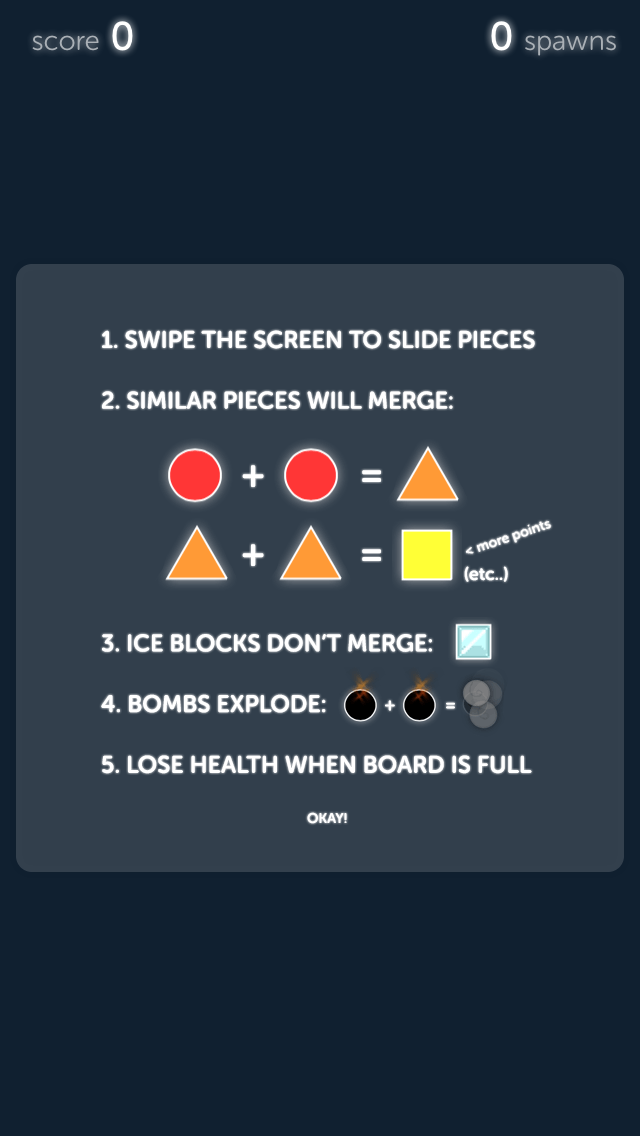 score 0
0 spawns
1. SWIPE THE SCREEN TO SLIDE PIECES
2. SIMILAR PIECES WILL MERGE:
+ =
+ = < more points
(etc..)
3. ICE BLOCKS DON'T MERGE:
4. BOMBS EXPLODE: + =
5. LOSE HEALTH WHEN BOARD IS FULL
OKAY!